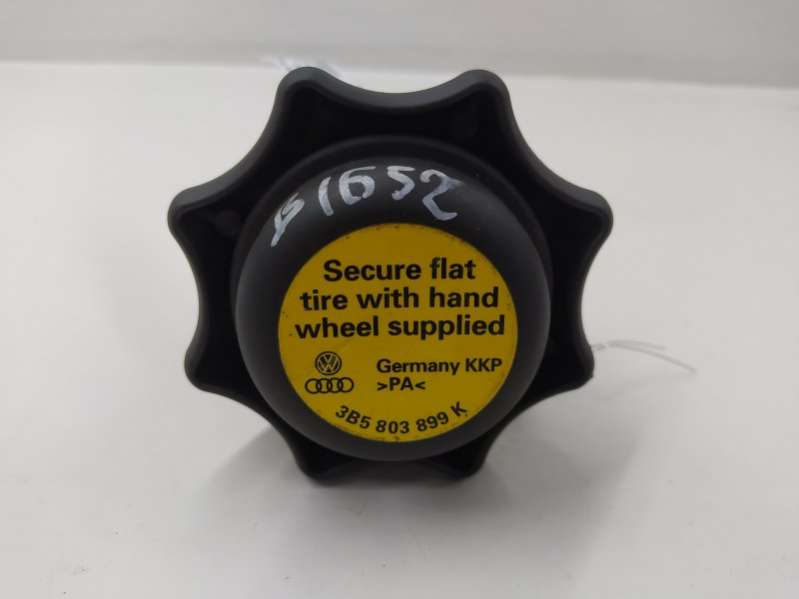 B1652
Secure flat
tire with hand
wheel supplied
Germany KKP
>PA<
3B5 803 899 K